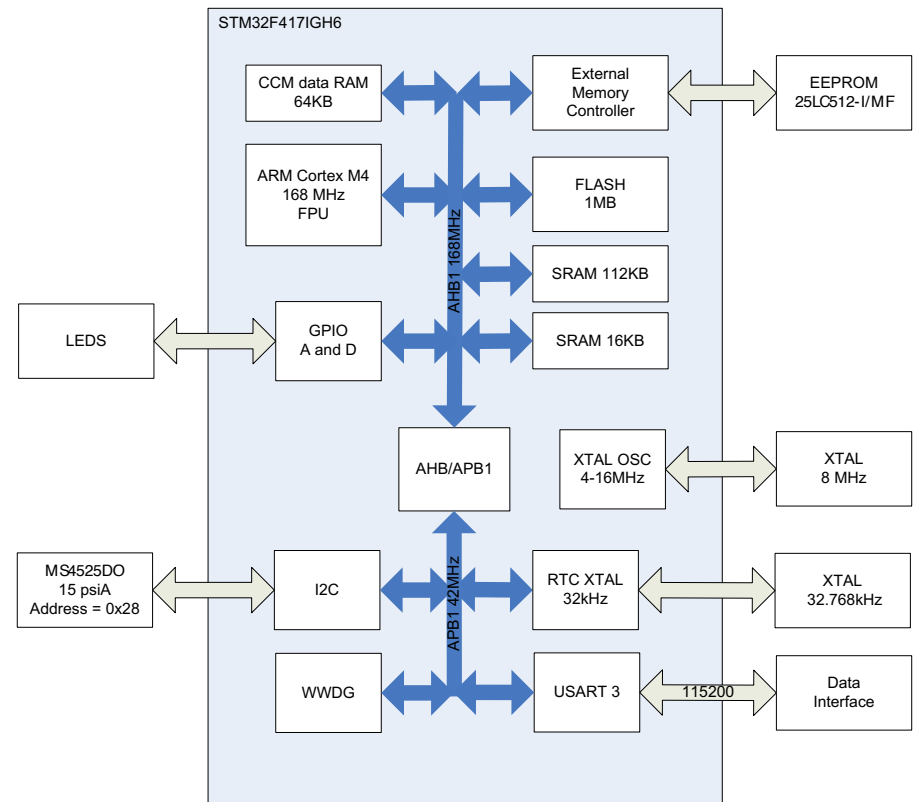 STM32F417IGH6
CCM data RAM
64KB
External
Memory
Controller
EEPROM
25LC512-I/MF
ARM Cortex M4
168 MHz
FPU
FLASH
1MB
AHB1 168MHz
SRAM 112KB
LEDS
GPIO
A and D
SRAM 16KB
AHB/APB1
XTAL OSC
4-16MHz
XTAL
8 MHz
MS4525DO
15 psiA
Address = 0x28
I2C
APB1 42MHz
RTC XTAL
32kHz
XTAL
32.768kHz
WWDG
USART 3
115200
Data
Interface